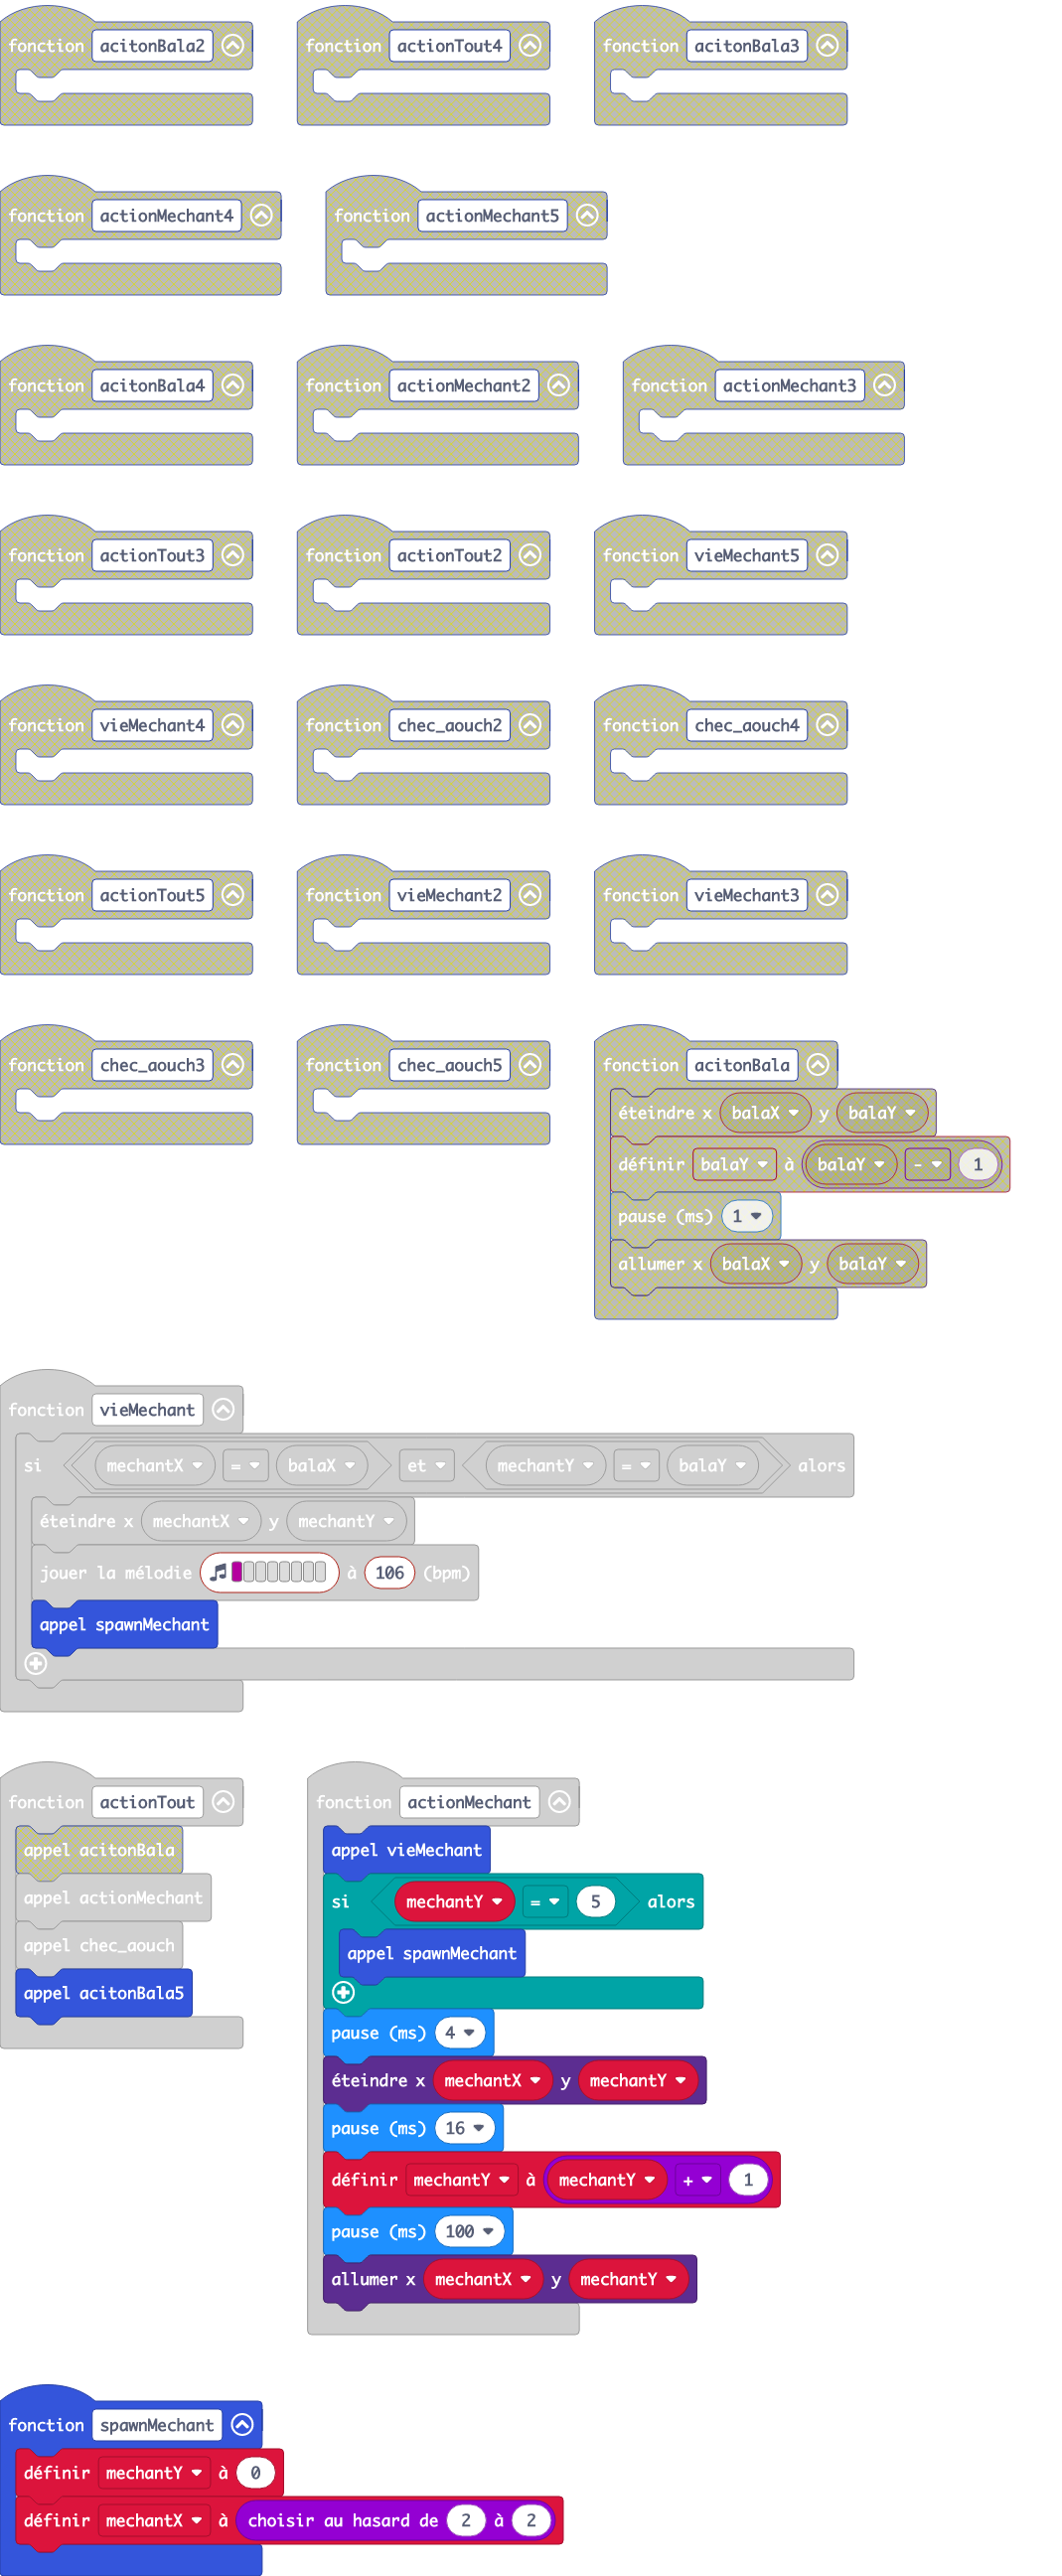 fonction acitonBala2
fonction actionTout4
fonction acitonBala3
fonction actionMechant4
fonction actionMechant5
fonction acitonBala4
fonction actionMechant2
fonction actionMechant3
fonction actionTout3
fonction actionTout2
fonction vieMechant5
fonction vieMechant4
fonction chec_aouch2
fonction chec_aouch4
fonction actionTout5
fonction vieMechant2
fonction vieMechant3
fonction chec_aouch3
fonction chec_aouch5
fonction acitonBala
éteindre x balaX y balaY
définir balaY à balaY - 1
pause (ms) 1
allumer x balaX y balaY
fonction vieMechant
si mechantX = balaX et mechantY = balaY alors
éteindre x mechantX y mechantY
jouer la mélodie à 106 (bpm)
appel spawnMechant
fonction actionTout
appel acitonBala
appel actionMechant
appel chec_aouch
appel acitonBala5
fonction actionMechant
appel vieMechant
si mechantY = 5 alors
appel spawnMechant
pause (ms) 4
éteindre x mechantX y mechantY
pause (ms) 16
définir mechantY à mechantY + 1
pause (ms) 100
allumer x mechantX y mechantY
fonction spawnMechant
définir mechantY à 0
définir mechantX à choisir au hasard de 2 à 2